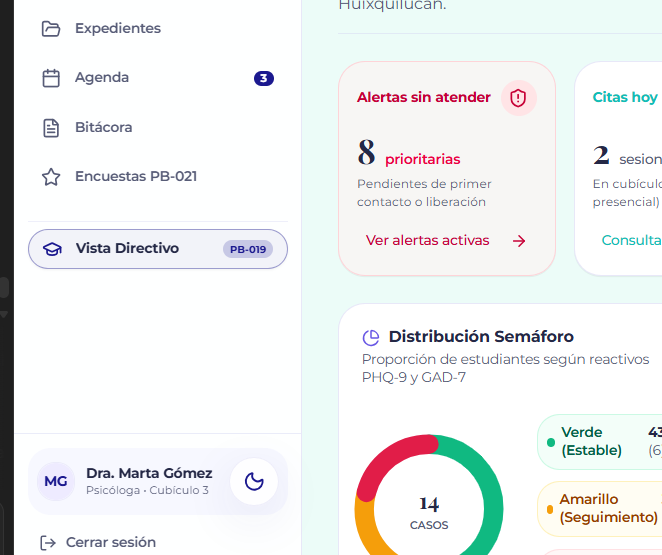 Expedientes
Agenda
3
Bitácora
Encuestas PB-021
Vista Directivo
PB-019
MG
Dra. Marta Gómez
Psicóloga • Cubículo 3
Cerrar sesión
Huixquilucan.
Alertas sin atender
8 prioritarias
Pendientes de primer
contacto o liberación
Ver alertas activas
Citas hoy
2 sesion
En cubícul
presencial)
Consulta
Distribución Semáforo
Proporción de estudiantes según reactivos
PHQ-9 y GAD-7
14
CASOS
Verde
(Estable)
43
(6
Amarillo
(Seguimiento)